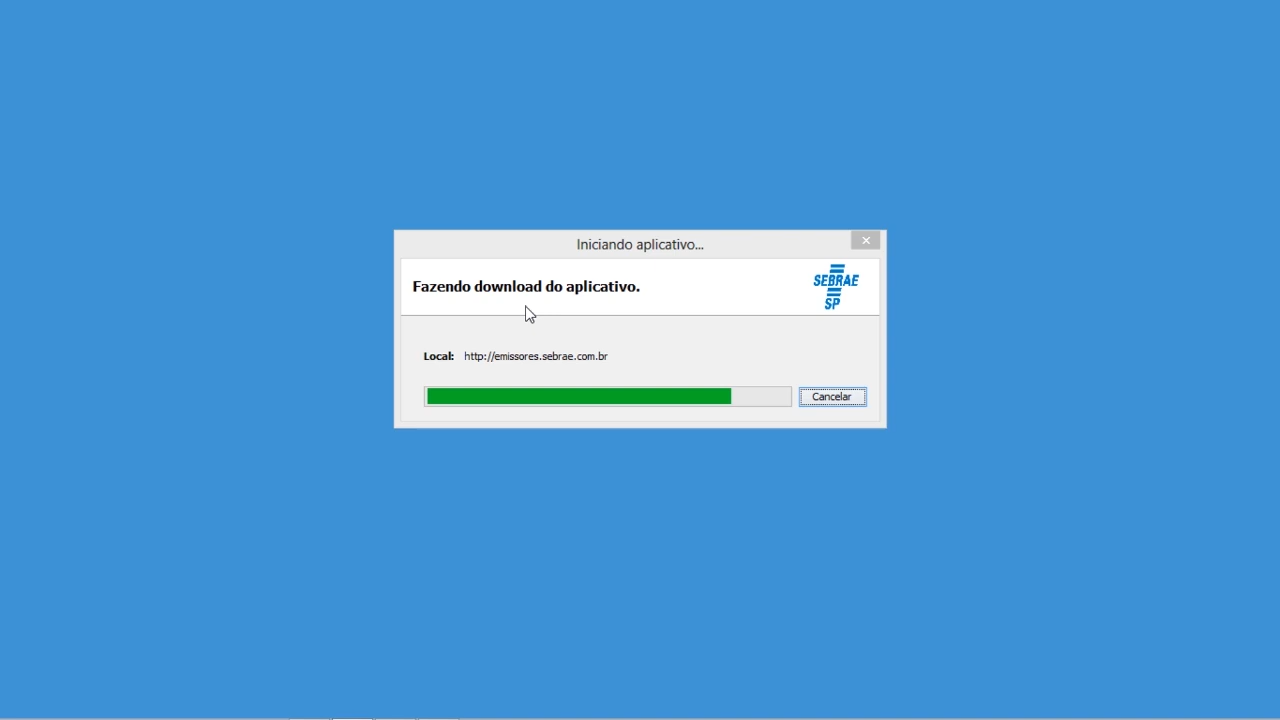 Iniciando aplicativo...
Fazendo download do aplicativo.
SEBRAE
SP
Local: http://emissores.sebrae.com.br
Cancelar